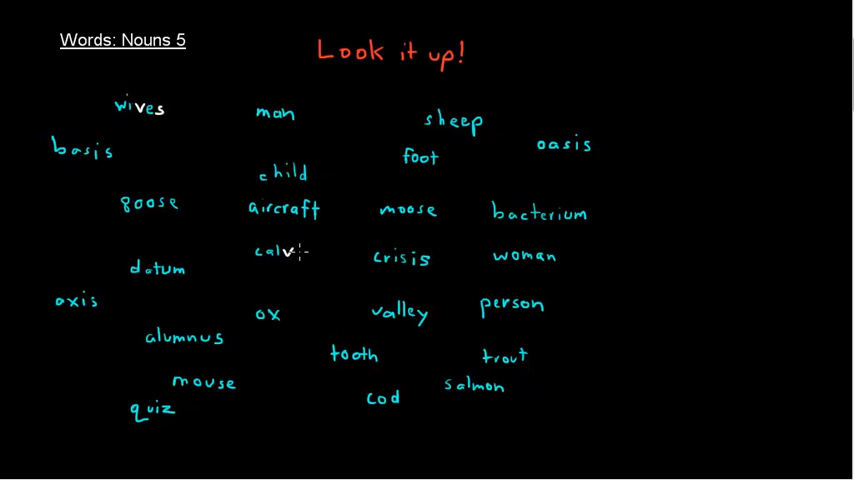 Words: Nouns 5
Look it up!
wives man sheep
basis foot oasis
child
goose aircraft moose bacterium
calv crisis woman
datum
axis ox valley person
alumnus tooth trout
mouse cod salmon
quiz